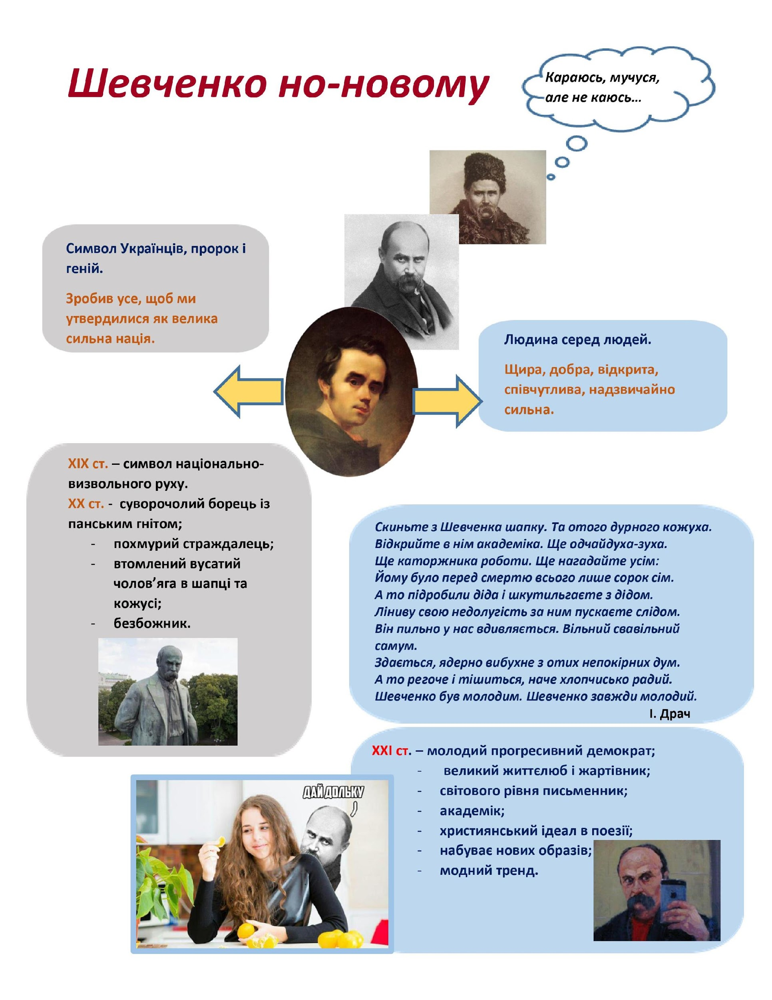 Шевченко но-новому
Караюсь, мучуся,
але не каюсь...
Символ Українців, пророк і
геній.
Зробив усе, щоб ми
утвердилися як велика
сильна нація.
Людина серед людей.
Щира, добра, відкрита,
співчутлива, надзвичайно
сильна.
ХІХ ст. – символ національно-
визвольного руху.
ХХ ст. - суворочолий борець із
панським гнітом;
- похмурий страждалець;
- втомлений вусатий
чолов’яга в шапці та
кожусі;
- безбожник.
Скиньте з Шевченка шапку. Та отого дурного кожуха.
Відкрийте в нім академіка. Ще одчайдуха-зуха.
Ще каторжника роботи. Ще нагадайте усім:
Йому було перед смертю всього лише сорок сім.
А то підробили діда і шкутильгаєте з дідом.
Ліниву свою недолугість за ним пускаєте слідом.
Він пильно у нас вдивляється. Вільний свавільний
самум.
Здається, ядерно вибухне з отих непокірних дум.
А то регоче і тішиться, наче хлопчисько радий.
Шевченко був молодим. Шевченко завжди молодий.
І. Драч
ХХІ ст. – молодий прогресивний демократ;
- великий життєлюб і жартівник;
- світового рівня письменник;
- академік;
- християнський ідеал в поезії;
- набуває нових образів;
- модний тренд.
ДАЙ ДОЛЬКУ